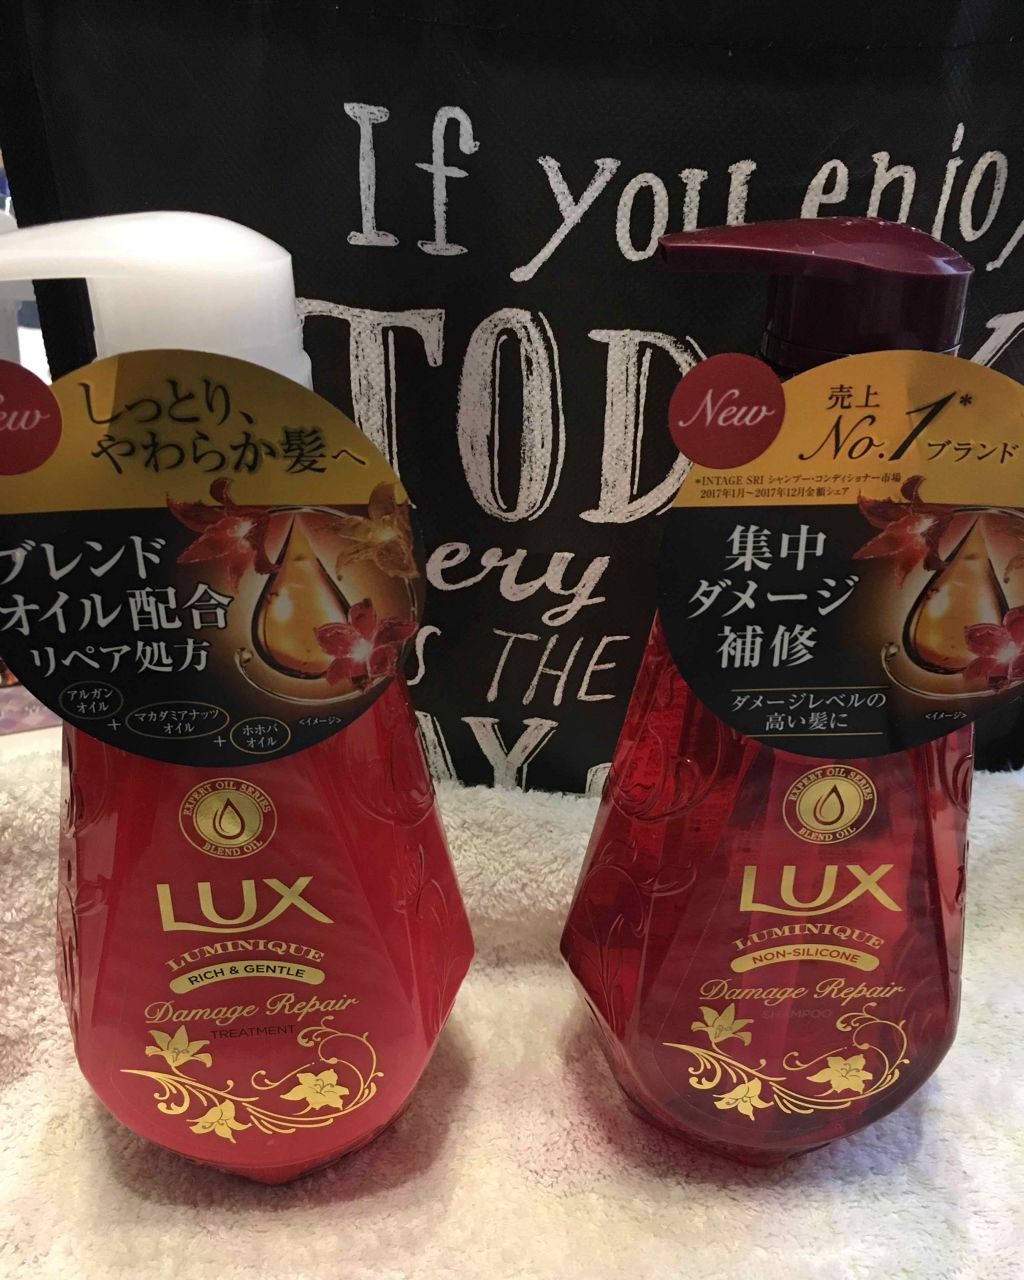 If you enjoy
TOD
ery
S THE
AY
New
しっとり、
やわらか髪へ
ブレンド
オイル配合
リペア処方
アルガン
オイル
+
マカダミアナッツ
オイル
+
ホホバ
オイル
<イメージ>
EXPERT OIL SERIES
BLEND OIL
LUX
LUMINIQUE
RICH & GENTLE
Damage Repair
TREATMENT
New
売上
No.1*ブランド
*INTAGE SRI シャンプー・コンディショナー市場
2017年1月〜2017年12月金額シェア
集中
ダメージ
補修
ダメージレベルの
高い髪に
<イメージ>
EXPERT OIL SERIES
BLEND OIL
LUX
LUMINIQUE
NON-SILICONE
Damage Repair
SHAMPOO